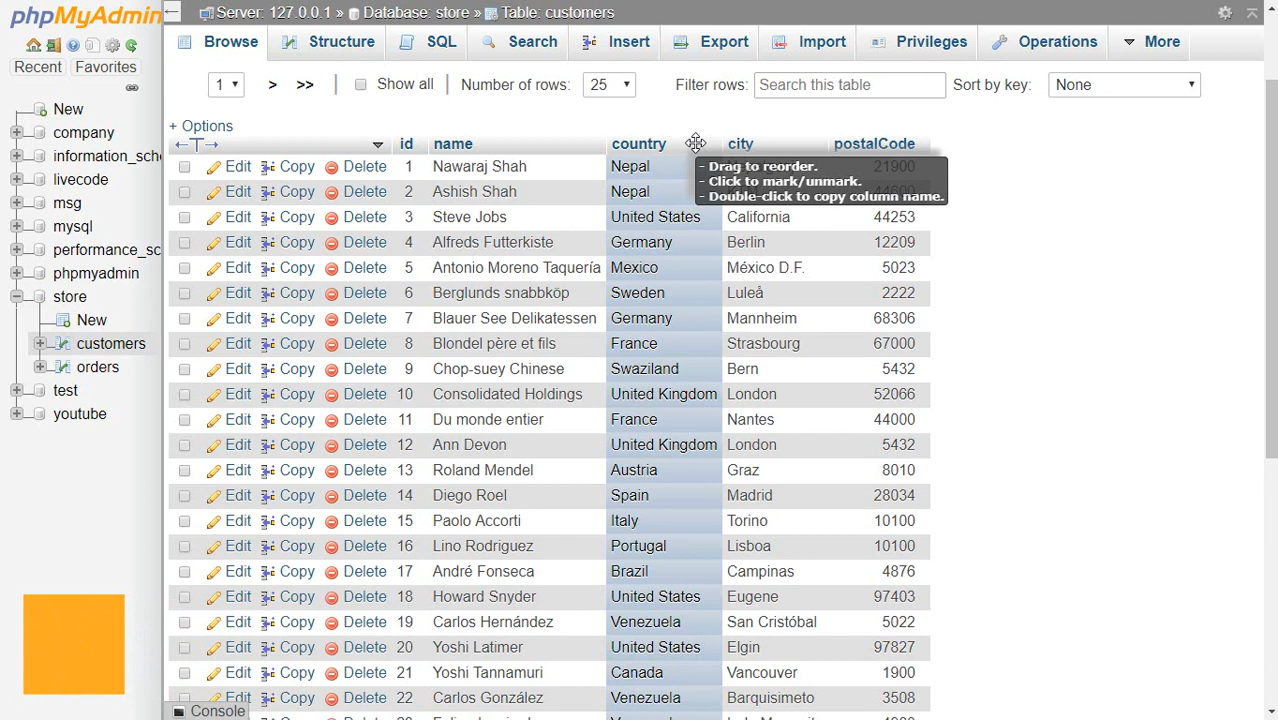 phpMyAdmin
Recent Favorites
New
company
information_sch
livecode
msg
mysql
performance_sc
phpmyadmin
store
New
customers
orders
test
youtube
Server: 127.0.0.1 » Database: store » Table: customers
Browse Structure SQL Search Insert Export Import Privileges Operations More
1 > >> Show all Number of rows: 25 Filter rows: Search this table Sort by key: None
+ Options
←T→ id name country city postalCode
- Drag to reorder.
- Click to mark/unmark.
- Double-click to copy column name.
Edit Copy Delete 1 Nawaraj Shah Nepal 21900
Edit Copy Delete 2 Ashish Shah Nepal
Edit Copy Delete 3 Steve Jobs United States California 44253
Edit Copy Delete 4 Alfreds Futterkiste Germany Berlin 12209
Edit Copy Delete 5 Antonio Moreno Taquería Mexico México D.F. 5023
Edit Copy Delete 6 Berglunds snabbköp Sweden Luleå 2222
Edit Copy Delete 7 Blauer See Delikatessen Germany Mannheim 68306
Edit Copy Delete 8 Blondel père et fils France Strasbourg 67000
Edit Copy Delete 9 Chop-suey Chinese Swaziland Bern 5432
Edit Copy Delete 10 Consolidated Holdings United Kingdom London 52066
Edit Copy Delete 11 Du monde entier France Nantes 44000
Edit Copy Delete 12 Ann Devon United Kingdom London 5432
Edit Copy Delete 13 Roland Mendel Austria Graz 8010
Edit Copy Delete 14 Diego Roel Spain Madrid 28034
Edit Copy Delete 15 Paolo Accorti Italy Torino 10100
Edit Copy Delete 16 Lino Rodriguez Portugal Lisboa 10100
Edit Copy Delete 17 André Fonseca Brazil Campinas 4876
Edit Copy Delete 18 Howard Snyder United States Eugene 97403
Edit Copy Delete 19 Carlos Hernández Venezuela San Cristóbal 5022
Edit Copy Delete 20 Yoshi Latimer United States Elgin 97827
Edit Copy Delete 21 Yoshi Tannamuri Canada Vancouver 1900
Edit Copy Delete 22 Carlos González Venezuela Barquisimeto 3508
Console